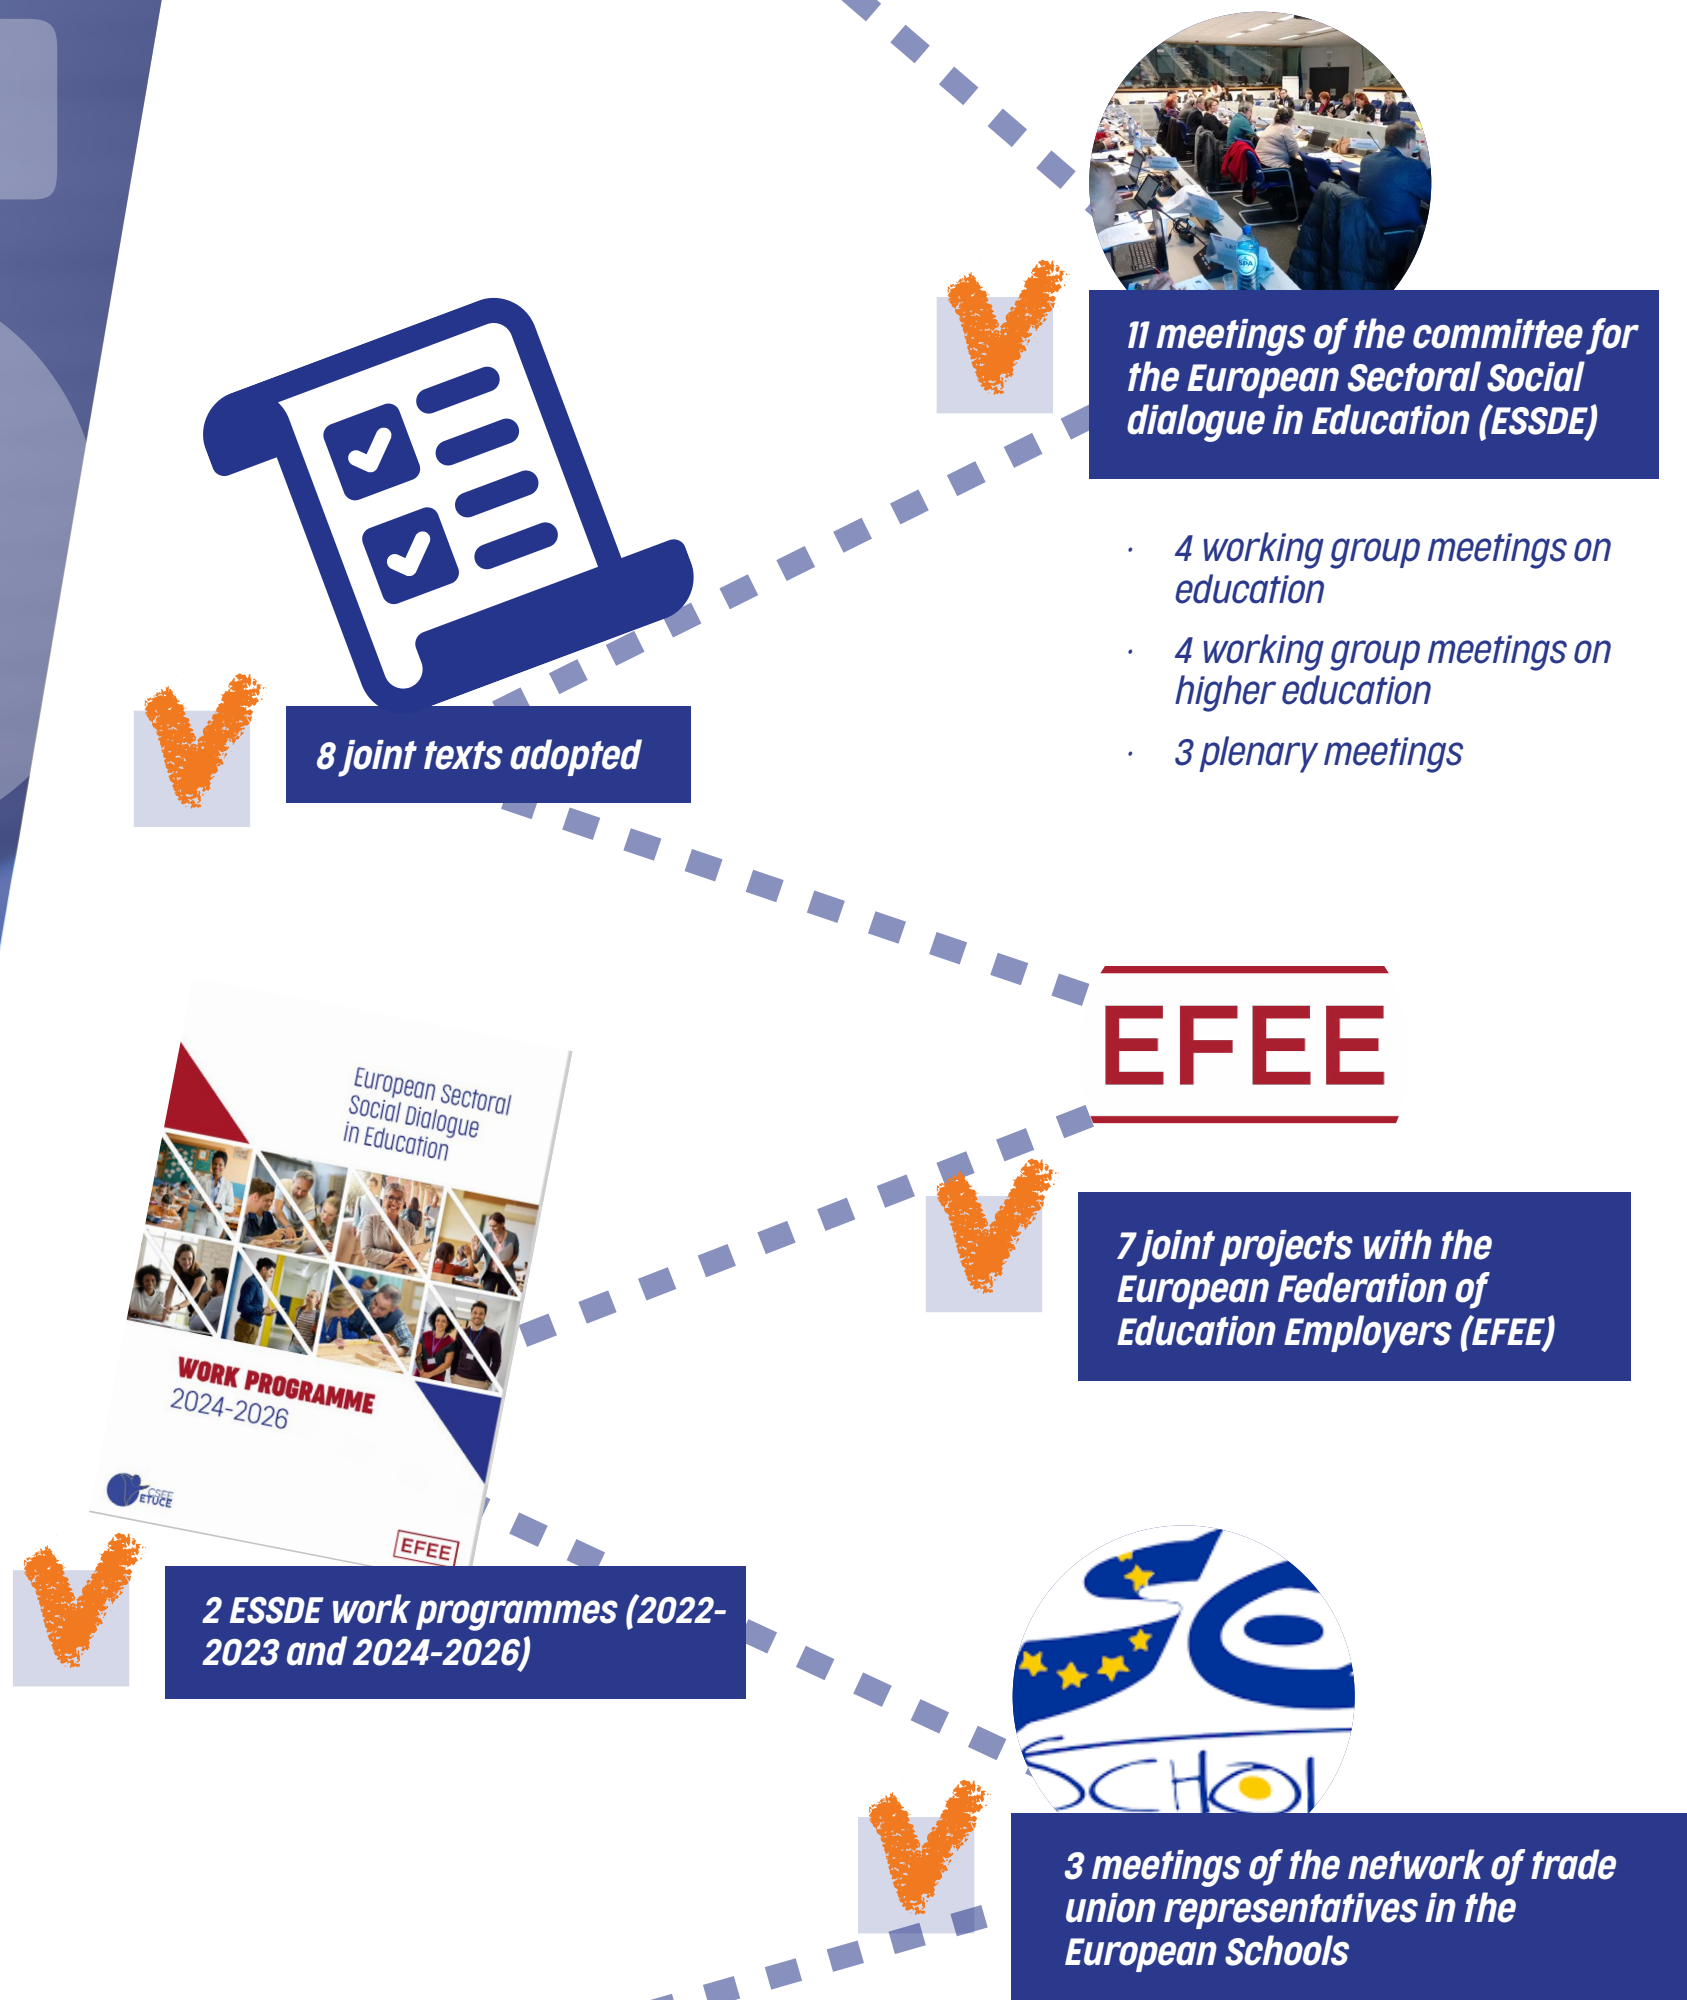 11 meetings of the committee for
the European Sectoral Social
dialogue in Education (ESSDE)
· 4 working group meetings on
education
· 4 working group meetings on
higher education
· 3 plenary meetings
8 joint texts adopted
EFEE
7 joint projects with the
European Federation of
Education Employers (EFEE)
European Sectoral
Social Dialogue
in Education
WORK PROGRAMME
2024-2026
CSEE
ETUCE
EFEE
2 ESSDE work programmes (2022-
2023 and 2024-2026)
SCHOL
3 meetings of the network of trade
union representatives in the
European Schools
SPA